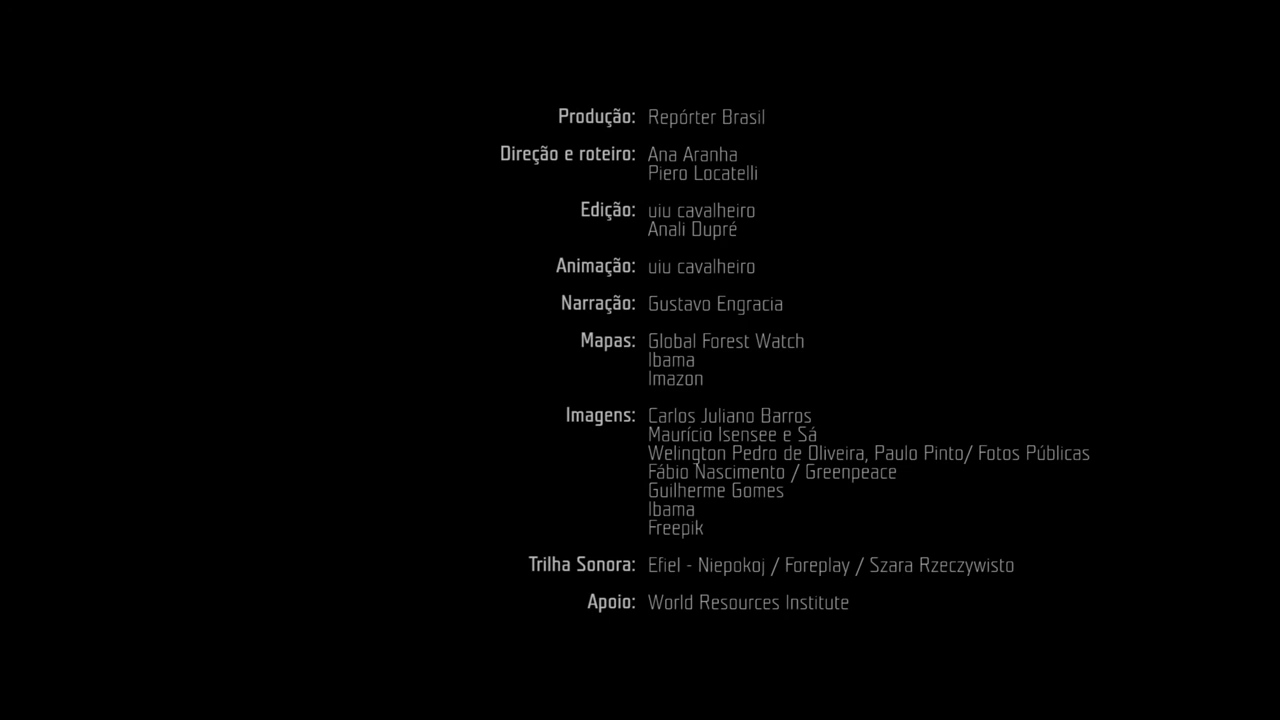 Produção: Repórter Brasil
Direção e roteiro: Ana Aranha
Piero Locatelli
Edição: uiu cavalheiro
Anali Dupré
Animação: uiu cavalheiro
Narração: Gustavo Engracia
Mapas: Global Forest Watch
Ibama
Imazon
Imagens: Carlos Juliano Barros
Maurício Isensee e Sá
Welington Pedro de Oliveira, Paulo Pinto/ Fotos Públicas
Fábio Nascimento / Greenpeace
Guilherme Gomes
Ibama
Freepik
Trilha Sonora: Efiel - Niepokoj / Foreplay / Szara Rzeczywisto
Apoio: World Resources Institute